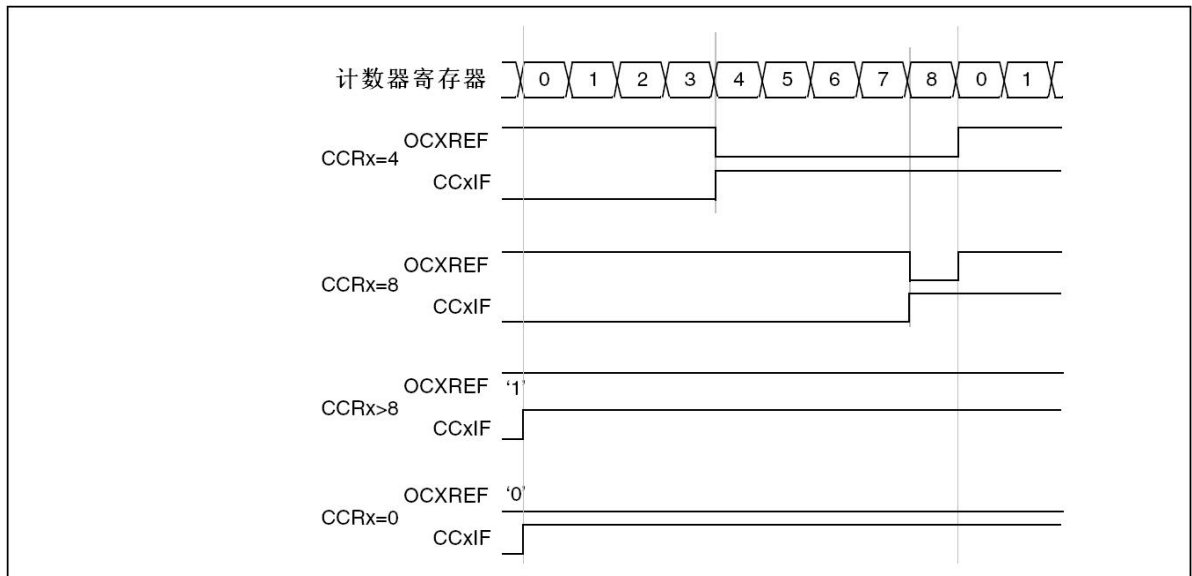 计数器寄存器 0 1 2 3 4 5 6 7 8 0 1
OCXREF
CCRx=4
CCxIF
OCXREF
CCRx=8
CCxIF
OCXREF ‘1’
CCRx>8
CCxIF
OCXREF ‘0’
CCRx=0
CCxIF